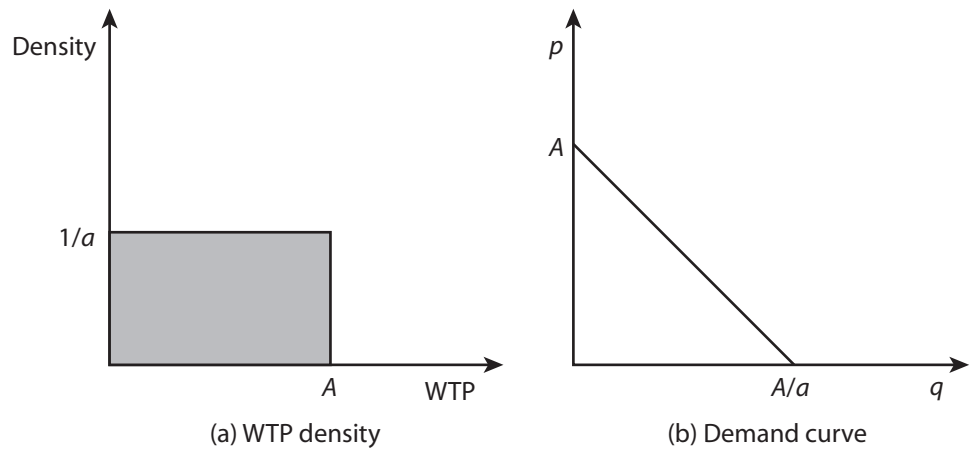 Density
1/a
A
WTP
(a) WTP density
p
A
A/a
q
(b) Demand curve